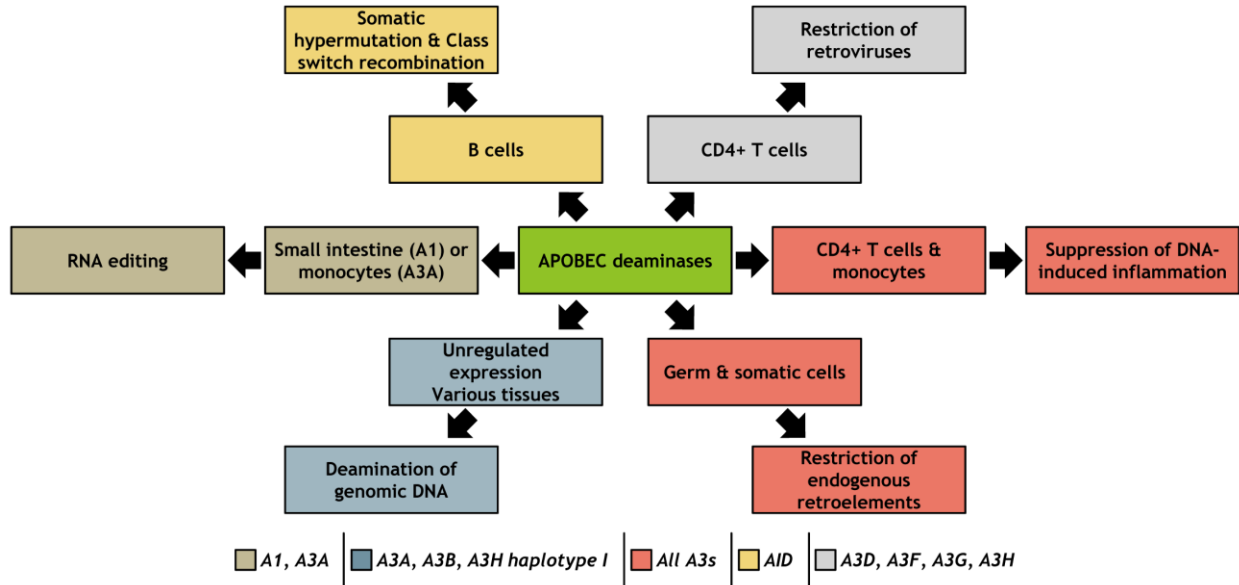 Somatic
hypermutation & Class
switch recombination
Restriction of
retroviruses
B cells
CD4+ T cells
RNA editing
Small intestine (A1) or
monocytes (A3A)
APOBEC deaminases
CD4+ T cells &
monocytes
Suppression of DNA-
induced inflammation
Unregulated
expression
Various tissues
Germ & somatic cells
Deamination of
genomic DNA
Restriction of
endogenous
retroelements
A1, A3A
A3A, A3B, A3H haplotype I
All A3s
AID
A3D, A3F, A3G, A3H